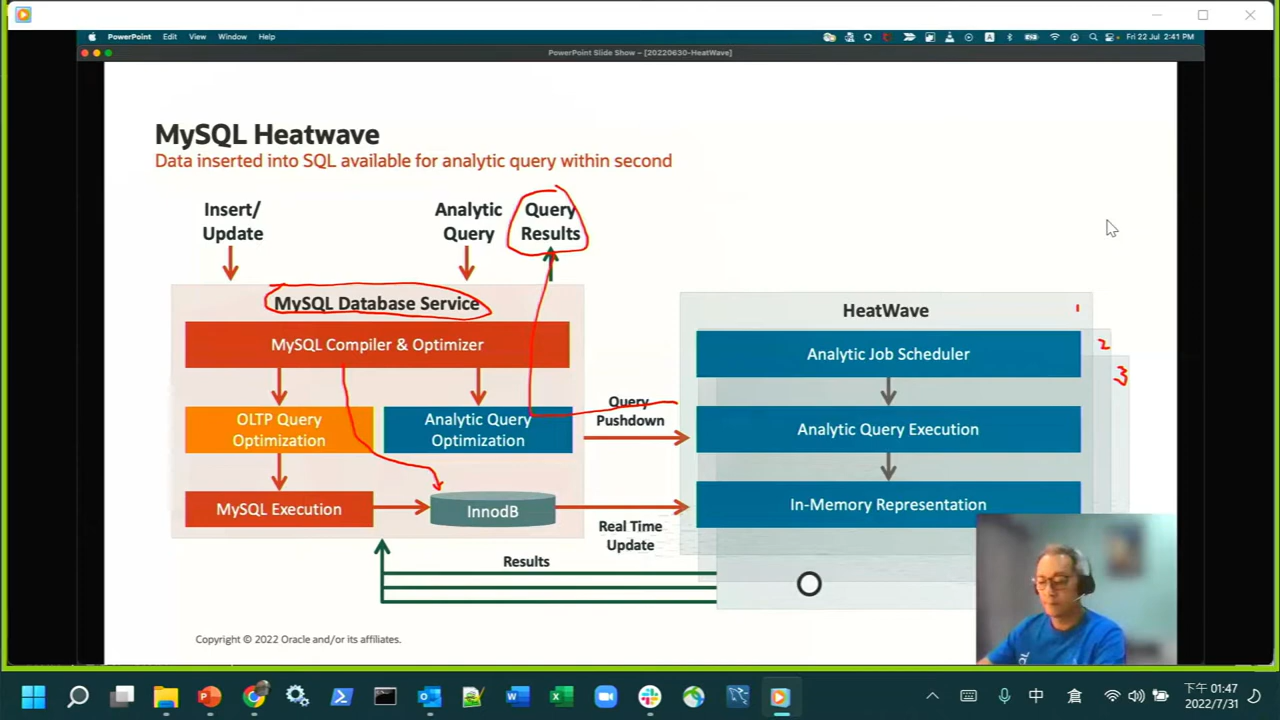 PowerPoint Edit View Window Help
Fri 22 Jul 2:41 PM
PowerPoint Slide Show - [20220630-HeatWave]
MySQL Heatwave
Data inserted into SQL available for analytic query within second
Insert/
Update
Analytic
Query
Query
Results
MySQL Database Service
MySQL Compiler & Optimizer
OLTP Query
Optimization
Analytic Query
Optimization
MySQL Execution
InnodB
Query
Pushdown
Real Time
Update
Results
HeatWave
1
Analytic Job Scheduler
2
3
Analytic Query Execution
In-Memory Representation
Copyright © 2022 Oracle and/or its affiliates.
中
下午 01:47
2022/7/31